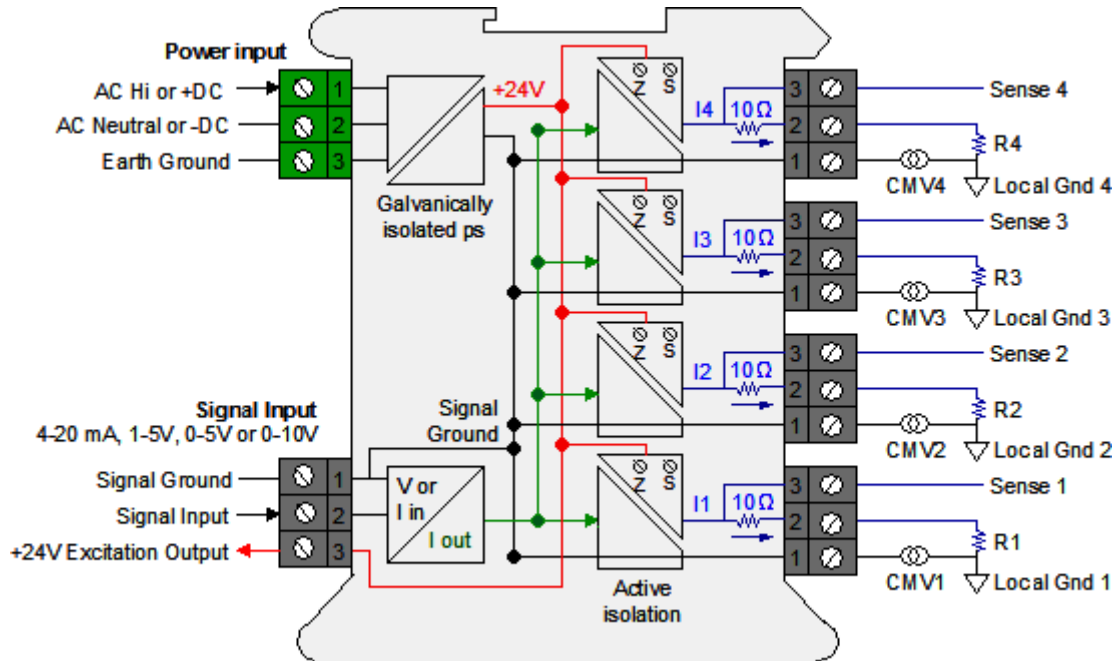 Power input
AC Hi or +DC
1
AC Neutral or -DC
2
Earth Ground
3
+24V
Galvanically
isolated ps
Signal Input
4-20 mA, 1-5V, 0-5V or 0-10V
Signal Ground
1
Signal Input
2
+24V Excitation Output
3
Signal
Ground
V or
I in
I out
Z S
I4
10Ω
3
2
1
Sense 4
R4
CMV4
Local Gnd 4
Z S
I3
10Ω
3
2
1
Sense 3
R3
CMV3
Local Gnd 3
Z S
I2
10Ω
3
2
1
Sense 2
R2
CMV2
Local Gnd 2
Z S
I1
10Ω
3
2
1
Sense 1
R1
CMV1
Local Gnd 1
Active
isolation